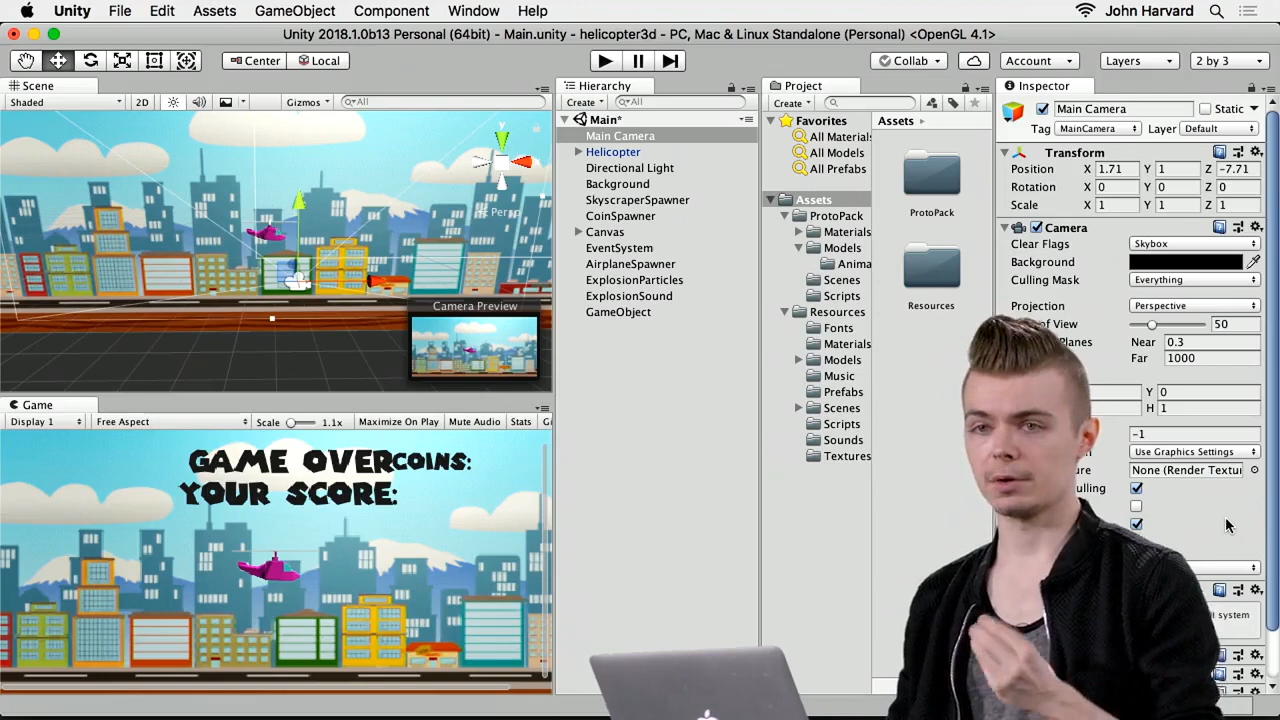 Unity File Edit Assets GameObject Component Window Help John Harvard
Unity 2018.1.0b13 Personal (64bit) - Main.unity - helicopter3d - PC, Mac & Linux Standalone (Personal) <OpenGL 4.1>
Center Local Collab Account Layers 2 by 3
Scene
Shaded 2D Gizmos All
y
Persp
Camera Preview
Game
Display 1 Free Aspect Scale 1.1x Maximize On Play Mute Audio Stats
GAME OVER COINS:
YOUR SCORE:
Hierarchy
Create All
Main*
Main Camera
Helicopter
Directional Light
Background
SkyscraperSpawner
CoinSpawner
Canvas
EventSystem
AirplaneSpawner
ExplosionParticles
ExplosionSound
GameObject
Project
Create
Favorites
All Materials
All Models
All Prefabs
Assets
ProtoPack
Materials
Models
Anima
Scenes
Scripts
Resources
Fonts
Materials
Models
Music
Prefabs
Scenes
Scripts
Sounds
Textures
Assets
ProtoPack
Resources
Inspector
Main Camera Static
Tag MainCamera Layer Default
Transform
Position X 1.71 Y 1 Z -7.71
Rotation X 0 Y 0 Z 0
Scale X 1 Y 1 Z 1
Camera
Clear Flags Skybox
Background
Culling Mask Everything
Projection Perspective
of View 50
Planes Near 0.3
Far 1000
Y 0
H 1
-1
Use Graphics Settings
None (Render Textur
ulling
system